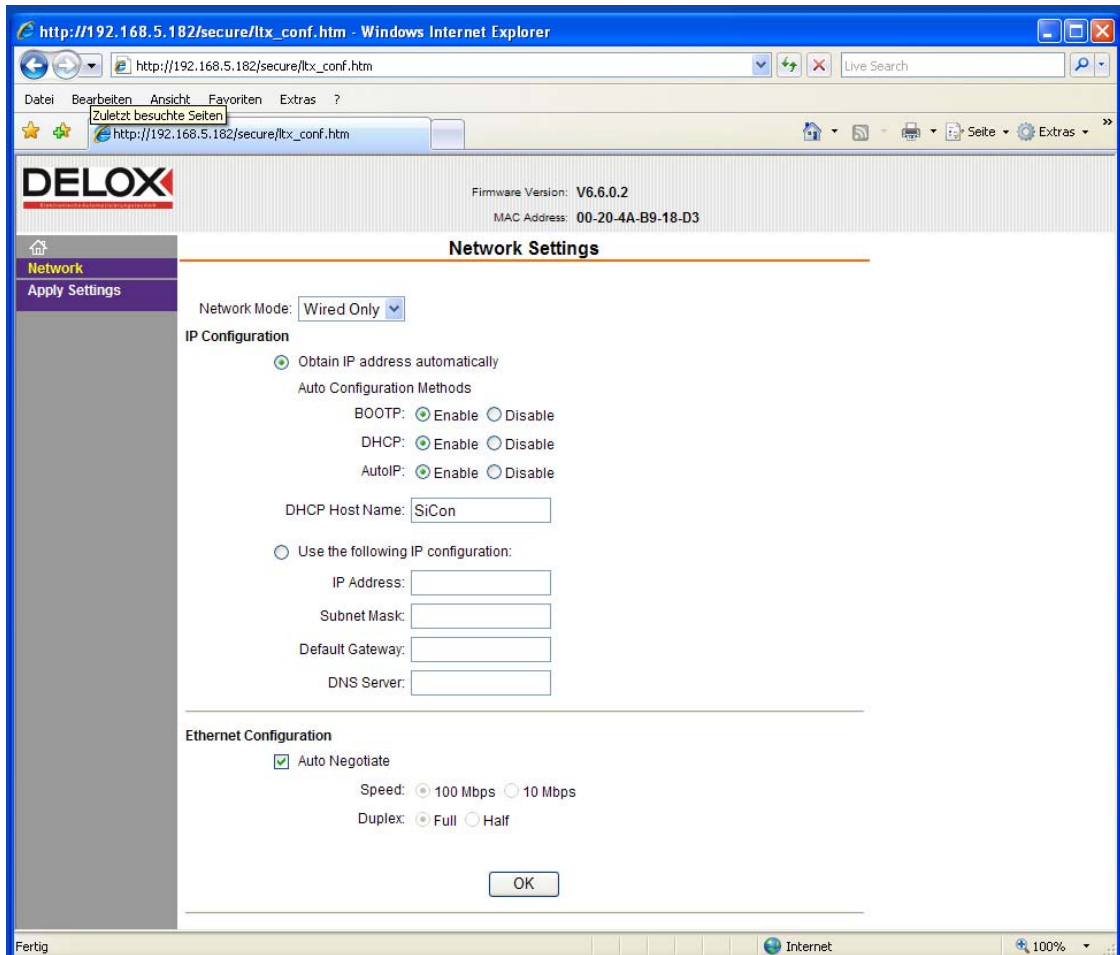 http://192.168.5.182/secure/ltx_conf.htm - Windows Internet Explorer
http://192.168.5.182/secure/ltx_conf.htm
Live Search
Datei Bearbeiten Ansicht Favoriten Extras ?
Zuletzt besuchte Seiten
http://192.168.5.182/secure/ltx_conf.htm
Seite Extras
DELOX
Elektronische Automatisierungstechnik
Firmware Version: V6.6.0.2
MAC Address: 00-20-4A-B9-18-D3
Network
Apply Settings
Network Settings
Network Mode: Wired Only
IP Configuration
Obtain IP address automatically
Auto Configuration Methods
BOOTP: Enable Disable
DHCP: Enable Disable
AutoIP: Enable Disable
DHCP Host Name: SiCon
Use the following IP configuration:
IP Address:
Subnet Mask:
Default Gateway:
DNS Server:
Ethernet Configuration
Auto Negotiate
Speed: 100 Mbps 10 Mbps
Duplex: Full Half
OK
Fertig
Internet
100%